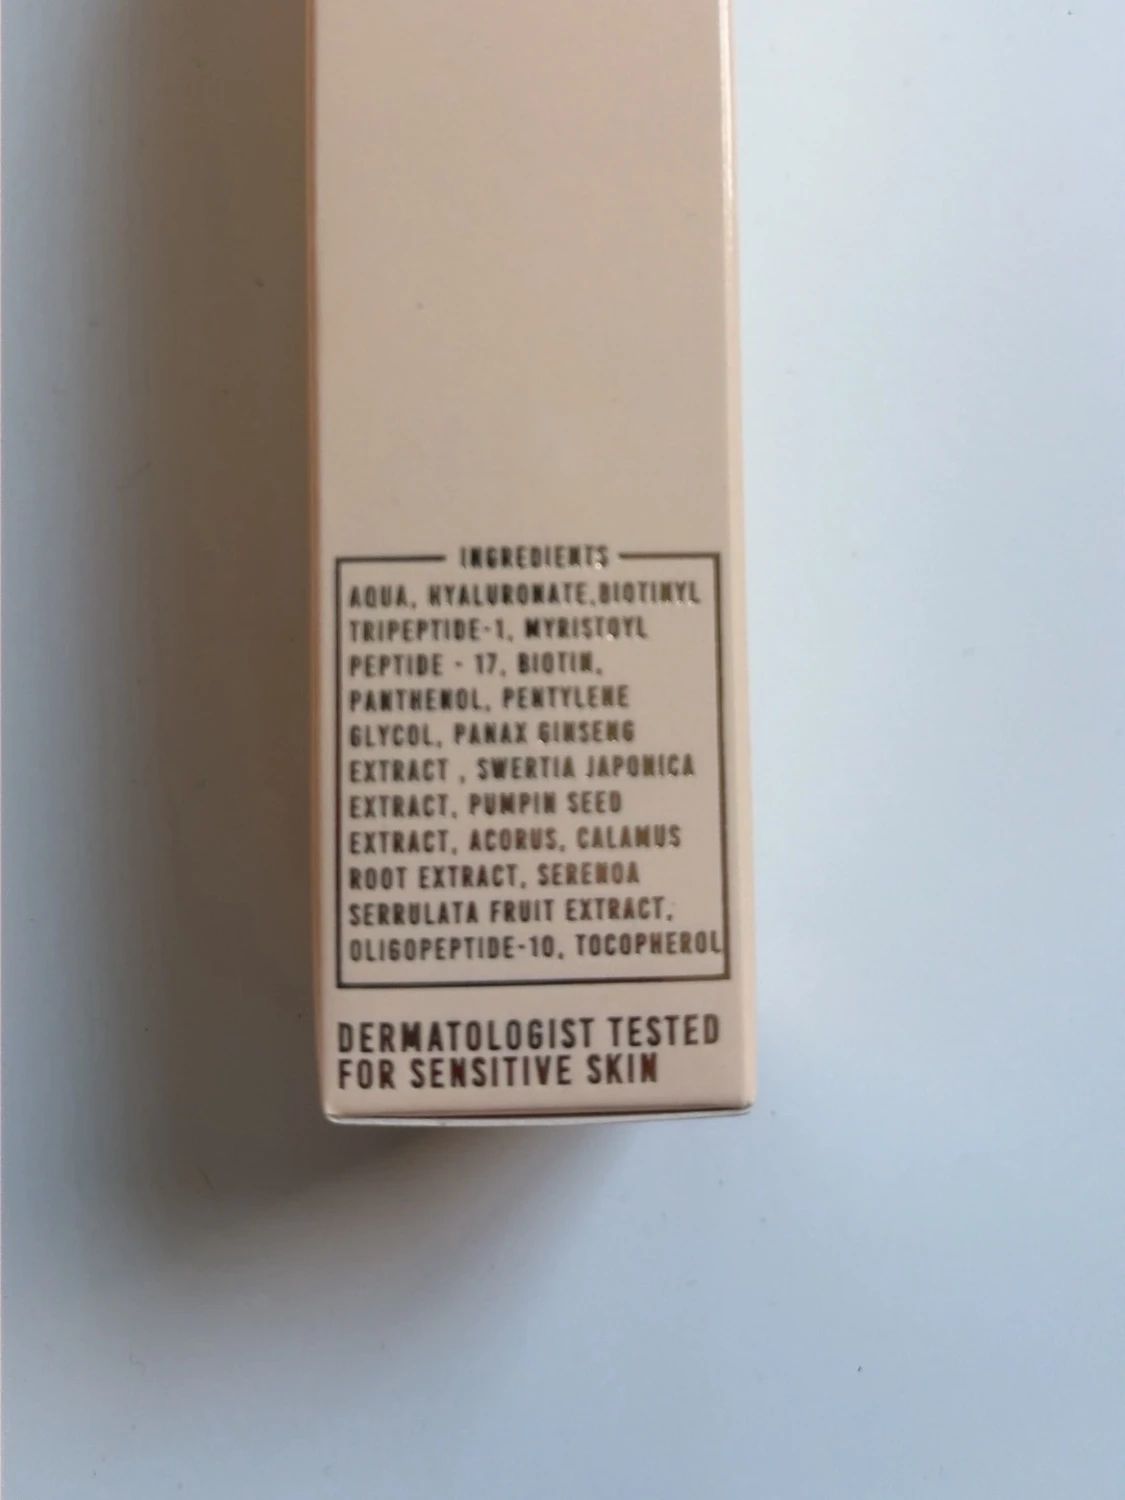 INGREDIENTS
AQUA, HYALURONATE,BIOTINYL
TRIPEPTIDE-1, MYRISTOYL
PEPTIDE - 17, BIOTIN,
PANTHENOL, PENTYLENE
GLYCOL, PANAX GINSENG
EXTRACT , SWERTIA JAPONICA
EXTRACT, PUMPIN SEED
EXTRACT, ACORUS, CALAMUS
ROOT EXTRACT, SERENOA
SERRULATA FRUIT EXTRACT,
OLIGOPEPTIDE-10, TOCOPHEROL
DERMATOLOGIST TESTED
FOR SENSITIVE SKIN